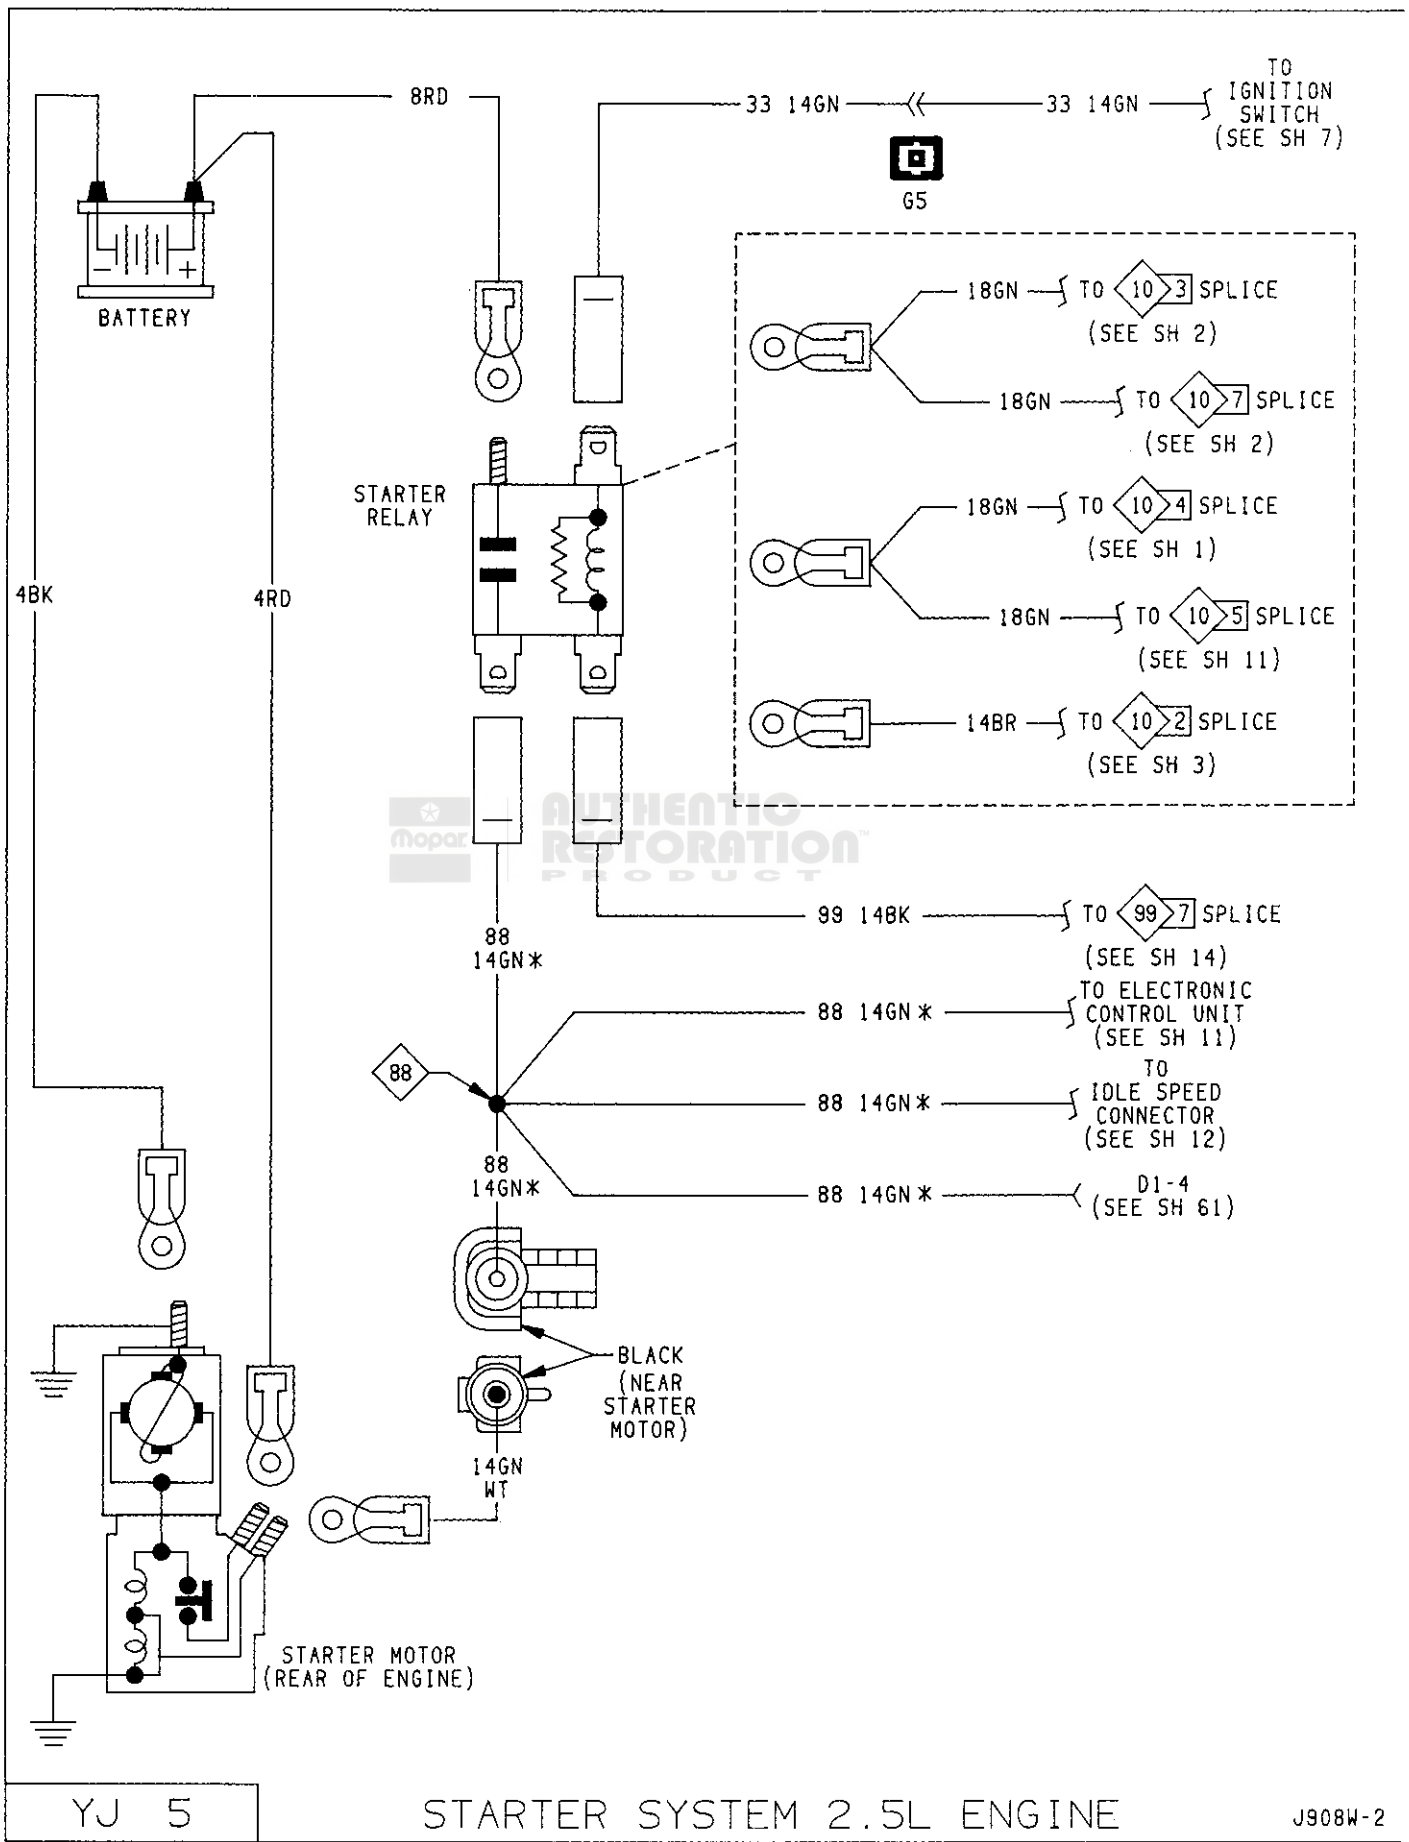 8RD
33 14GN
33 14GN
TO
IGNITION
SWITCH
(SEE SH 7)
G5
- +
BATTERY
18GN TO 10 3 SPLICE
(SEE SH 2)
18GN TO 10 7 SPLICE
(SEE SH 2)
STARTER
RELAY
18GN TO 10 4 SPLICE
(SEE SH 1)
4BK
4RD
18GN TO 10 5 SPLICE
(SEE SH 11)
14BR TO 10 2 SPLICE
(SEE SH 3)
Mopar
AUTHENTIC
RESTORATION™
PRODUCT
99 14BK TO 99 7 SPLICE
(SEE SH 14)
88
14GN*
88 14GN*
TO ELECTRONIC
CONTROL UNIT
(SEE SH 11)
88
88 14GN*
TO
IDLE SPEED
CONNECTOR
(SEE SH 12)
88
14GN*
88 14GN*
D1-4
(SEE SH 61)
BLACK
(NEAR
STARTER
MOTOR)
14GN
WT
STARTER MOTOR
(REAR OF ENGINE)
YJ 5
STARTER SYSTEM 2.5L ENGINE
J908W-2